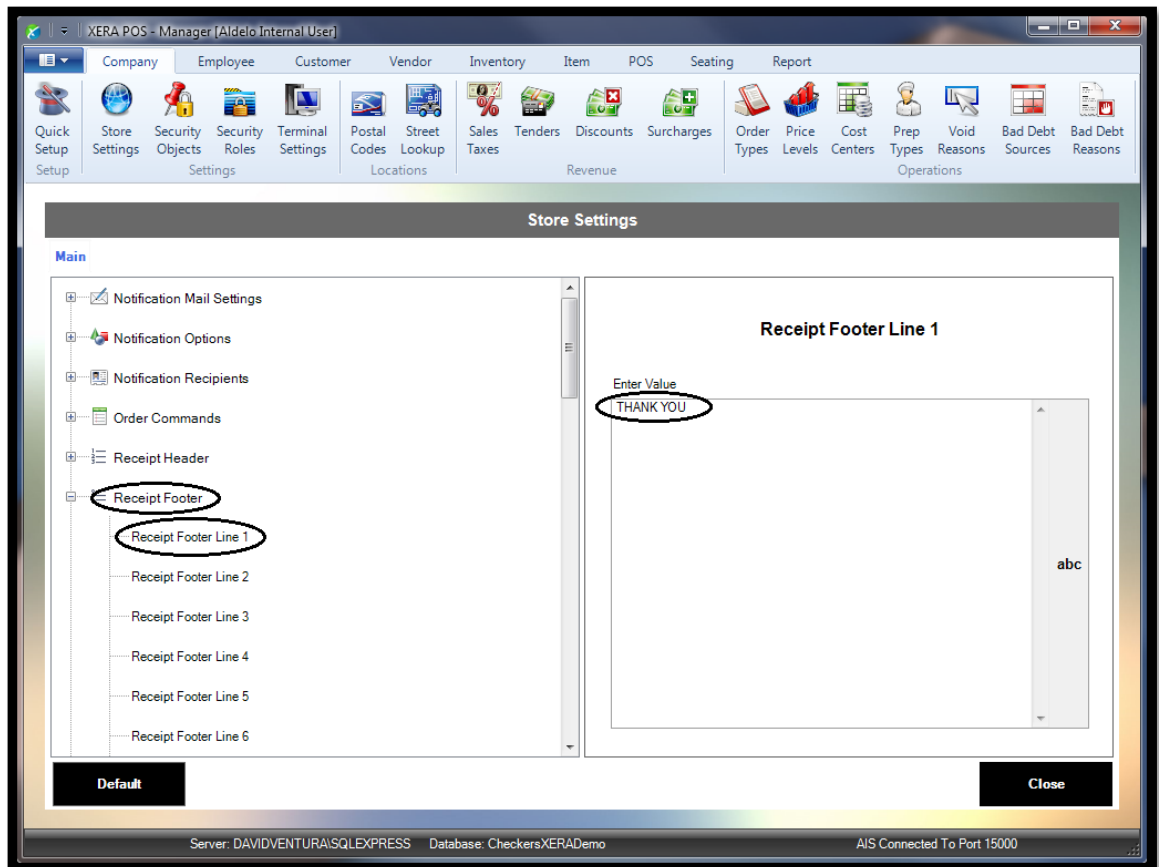 XERA POS - Manager [Aldelo Internal User]
Company Employee Customer Vendor Inventory Item POS Seating Report
Quick Setup
Store Settings
Security Objects
Security Roles
Terminal Settings
Postal Codes
Street Lookup
Sales Taxes
Tenders
Discounts
Surcharges
Order Types
Price Levels
Cost Centers
Prep Types
Void Reasons
Bad Debt Sources
Bad Debt Reasons
Setup Settings Locations Revenue Operations
Store Settings
Main
Notification Mail Settings
Notification Options
Notification Recipients
Order Commands
Receipt Header
Receipt Footer
Receipt Footer Line 1
Receipt Footer Line 2
Receipt Footer Line 3
Receipt Footer Line 4
Receipt Footer Line 5
Receipt Footer Line 6
Receipt Footer Line 1
Enter Value
THANK YOU
abc
Default
Close
Server: DAVIDVENTURA\SQLEXPRESS Database: CheckersXERADemo AIS Connected To Port 15000